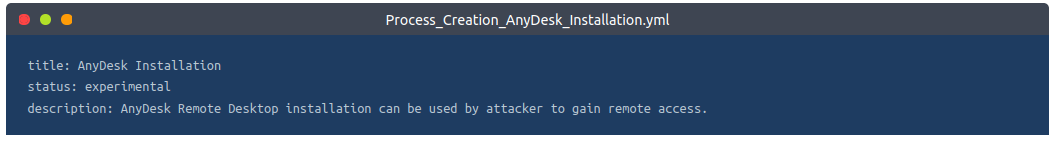 Process_Creation_AnyDesk_Installation.yml
title: AnyDesk Installation
status: experimental
description: AnyDesk Remote Desktop installation can be used by attacker to gain remote access.